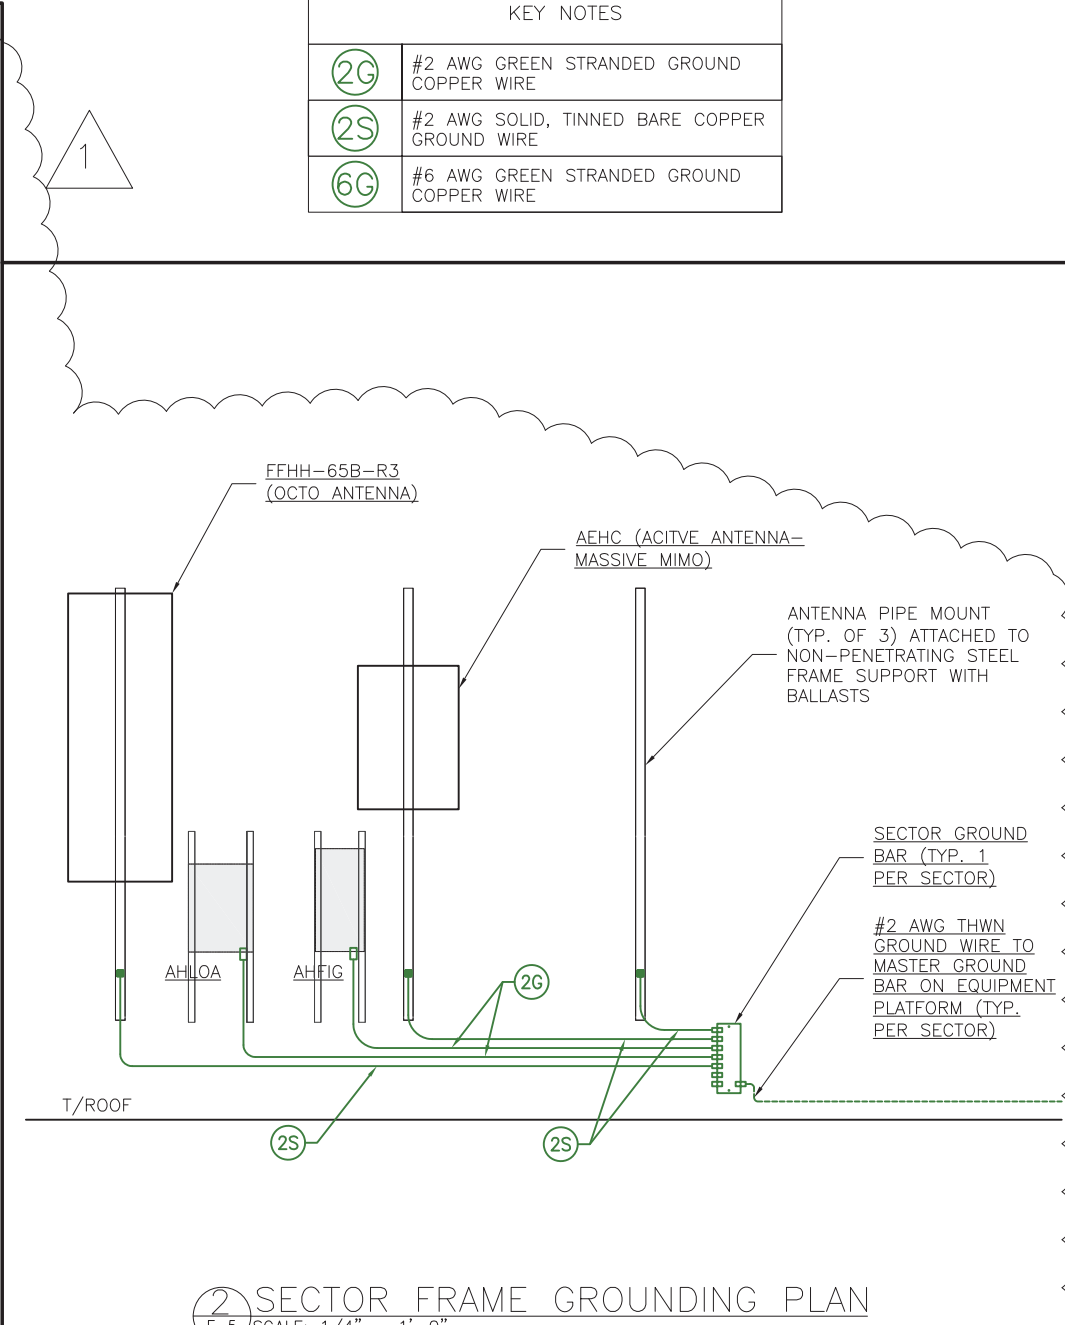 KEY NOTES
2G
#2 AWG GREEN STRANDED GROUND
COPPER WIRE
2S
#2 AWG SOLID, TINNED BARE COPPER
GROUND WIRE
6G
#6 AWG GREEN STRANDED GROUND
COPPER WIRE
1
FFHH-65B-R3
(OCTO ANTENNA)
AEHC (ACITVE ANTENNA-
MASSIVE MIMO)
ANTENNA PIPE MOUNT
(TYP. OF 3) ATTACHED TO
NON-PENETRATING STEEL
FRAME SUPPORT WITH
BALLASTS
SECTOR GROUND
BAR (TYP. 1
PER SECTOR)
#2 AWG THWN
GROUND WIRE TO
MASTER GROUND
BAR ON EQUIPMENT
PLATFORM (TYP.
PER SECTOR)
AHLOA
AHFIG
2G
T/ROOF
2S
2S
2
SECTOR FRAME GROUNDING PLAN